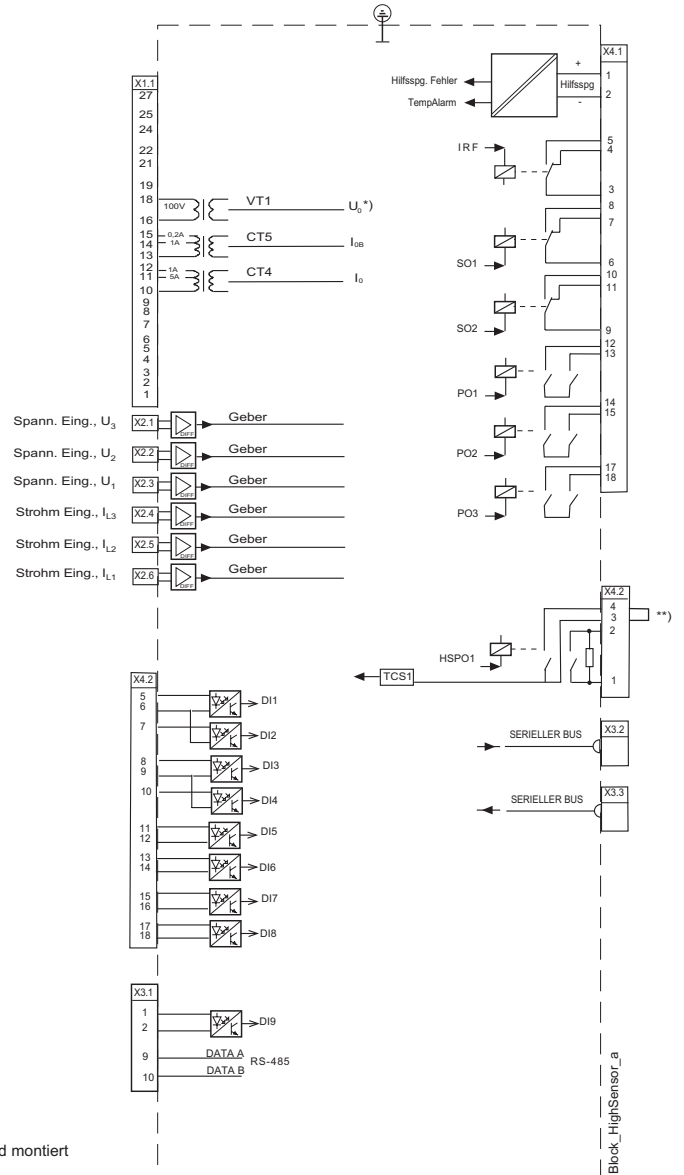 X1.1
27
25
24
22
21
19
18
16
15
14
13
12
11
10
9
8
7
6
5
4
3
2
1
100V
VT1
U₀*)
0,2A
1A
CT5
I₀B
1A
5A
CT4
I₀
Spann. Eing., U₃
X2.1
DIFF
Geber
Spann. Eing., U₂
X2.2
DIFF
Geber
Spann. Eing., U₁
X2.3
DIFF
Geber
Strohm Eing., IL3
X2.4
DIFF
Geber
Strohm Eing., IL2
X2.5
DIFF
Geber
Strohm Eing., IL1
X2.6
DIFF
Geber
X4.2
5
6
7
8
9
10
11
12
13
14
15
16
17
18
DI1
DI2
DI3
DI4
DI5
DI6
DI7
DI8
X3.1
1
2
9
10
DI9
DATA A
RS-485
DATA B
d montiert
X4.1
Hilfsspg. Fehler
TempAlarm
+
Hilfsspg
-
1
2
IRF
5
4
3
8
7
SO1
6
10
11
SO2
9
12
13
PO1
14
15
PO2
17
18
PO3
X4.2
4
3
2
1
**)
HSPO1
TCS1
SERIELLER BUS
X3.2
SERIELLER BUS
X3.3
Block_HighSensor_a